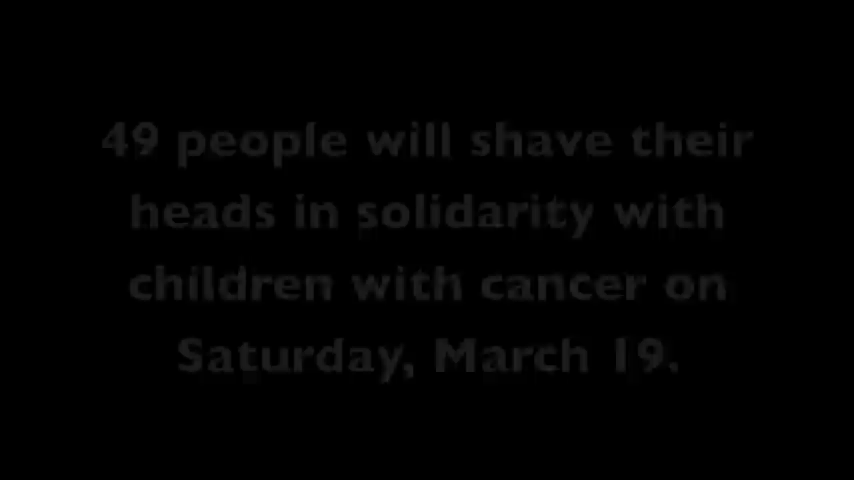 49 people will shave their
heads in solidarity with
children with cancer on
Saturday, March 19.